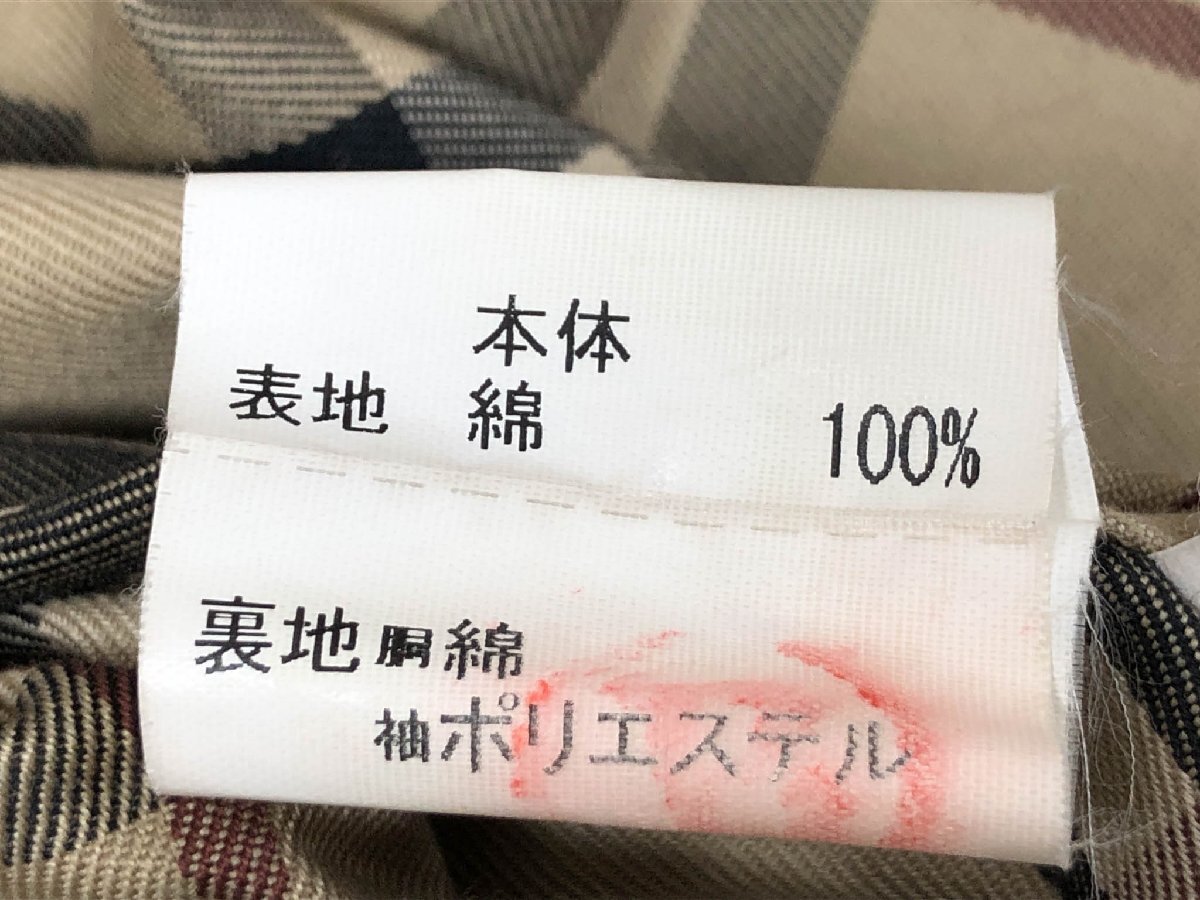 本体
表地 綿 100%
裏地 胴 綿
袖 ポリエステル